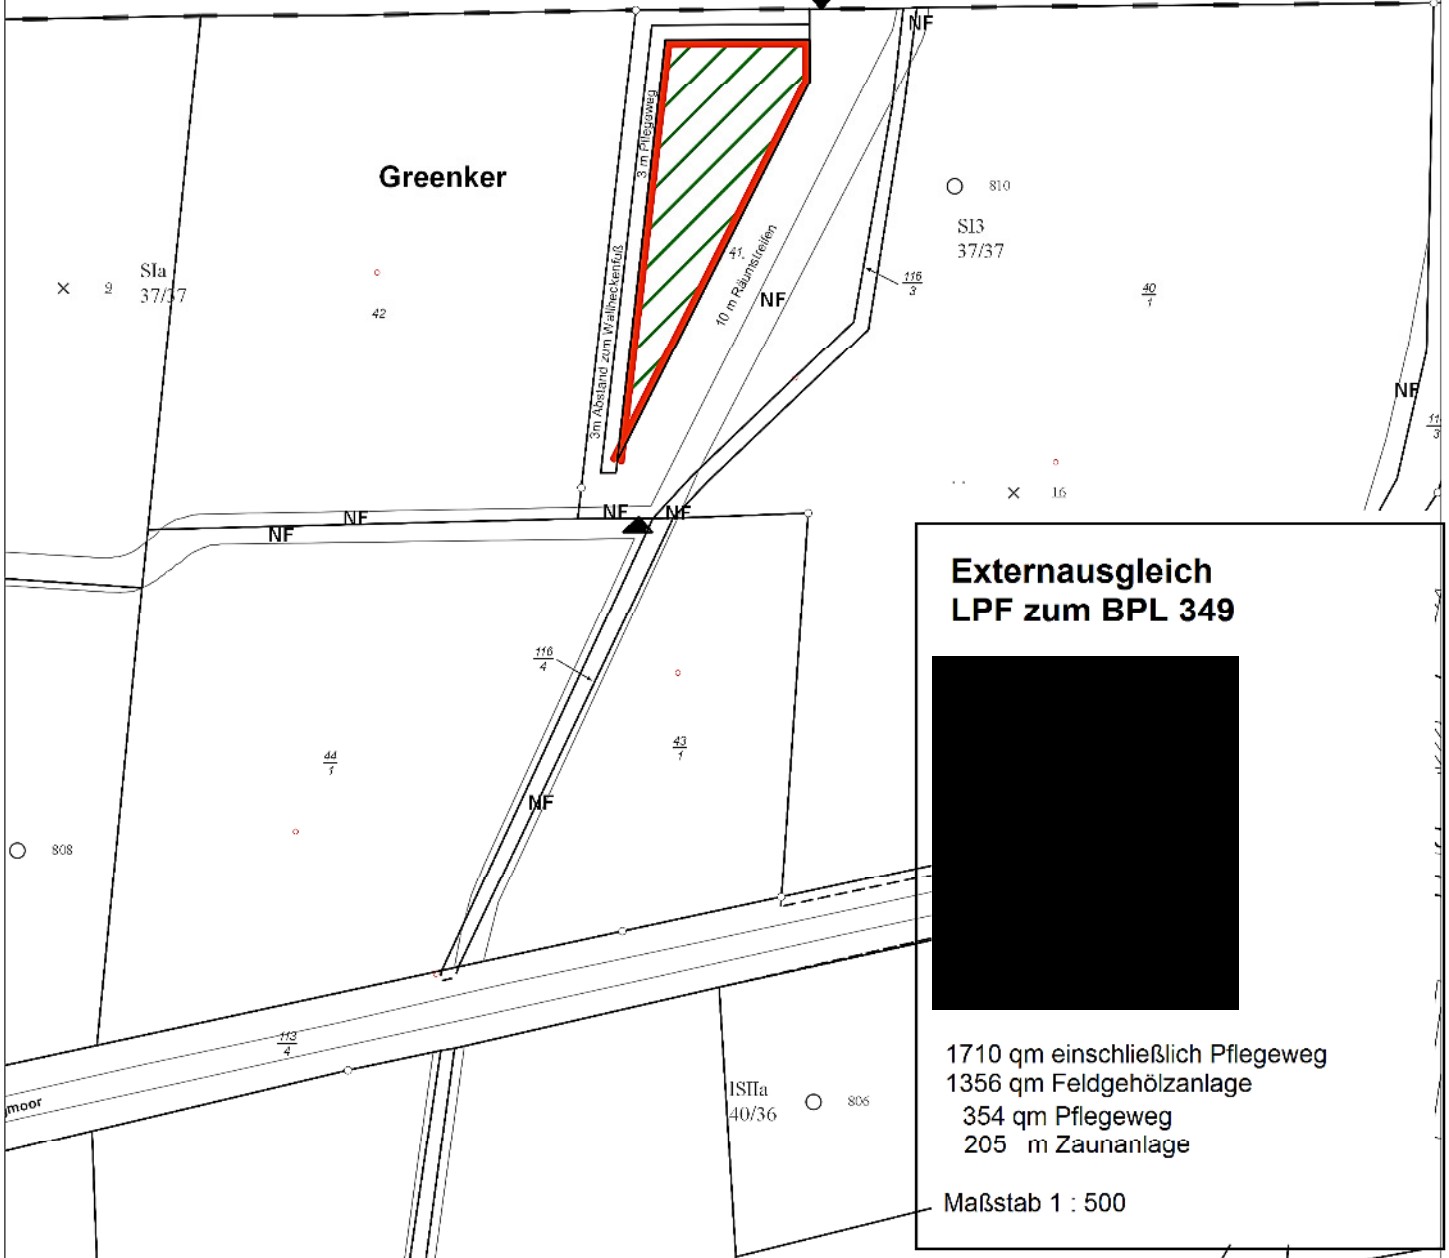 NF
3 m Pflegeweg
Greenker
810
SI3
37/37
41
10 m Räumstreifen
SIa
37/37
9
116
3
40
1
NF
42
3m Abstand zum Wallheckenfuß
NF
16
NF
NF
NF
NF
Externausgleich
LPF zum BPL 349
116
4
43
1
44
1
NF
808
113
4
moor
1710 qm einschließlich Pflegeweg
1356 qm Feldgehölzanlage
354 qm Pflegeweg
205 m Zaunanlage
lSIIa
40/36
806
Maßstab 1 : 500